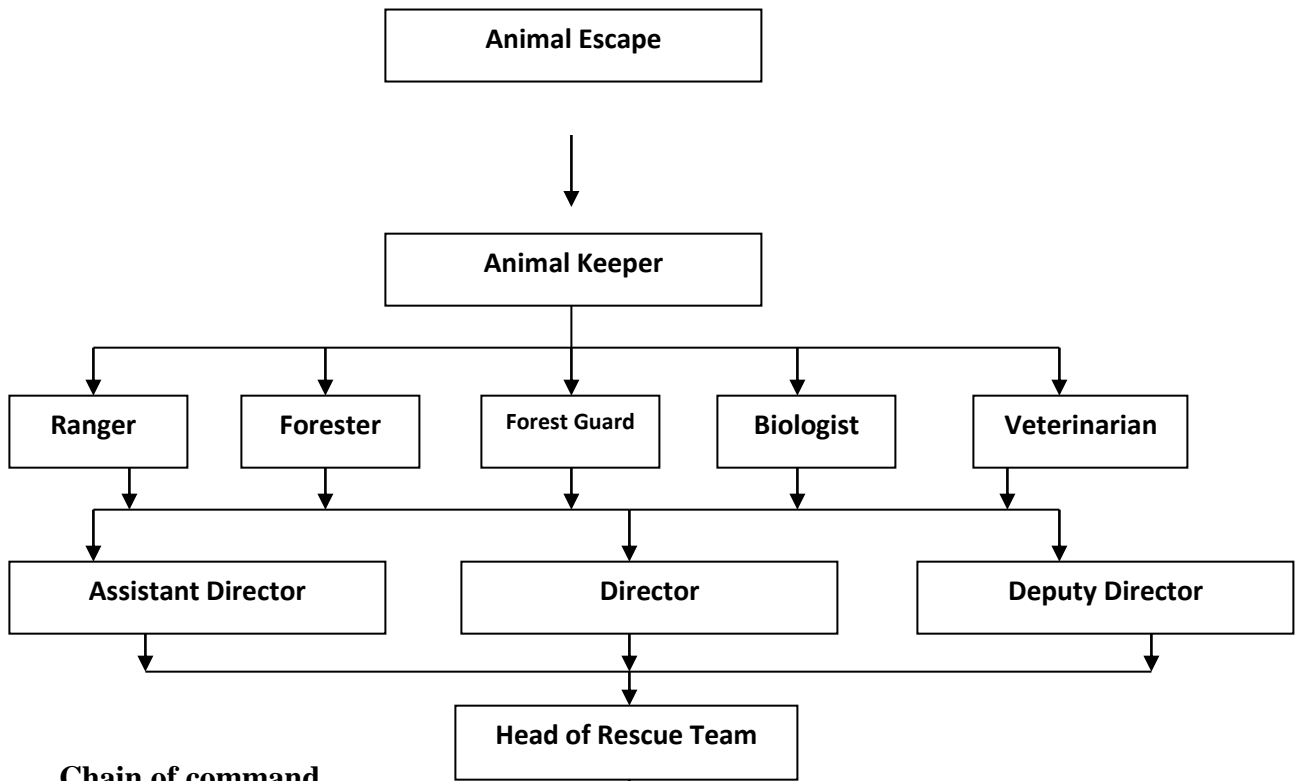 Animal Escape
Animal Keeper
Ranger Forester Forest Guard Biologist Veterinarian
Assistant Director Director Deputy Director
Head of Rescue Team
Chain of command